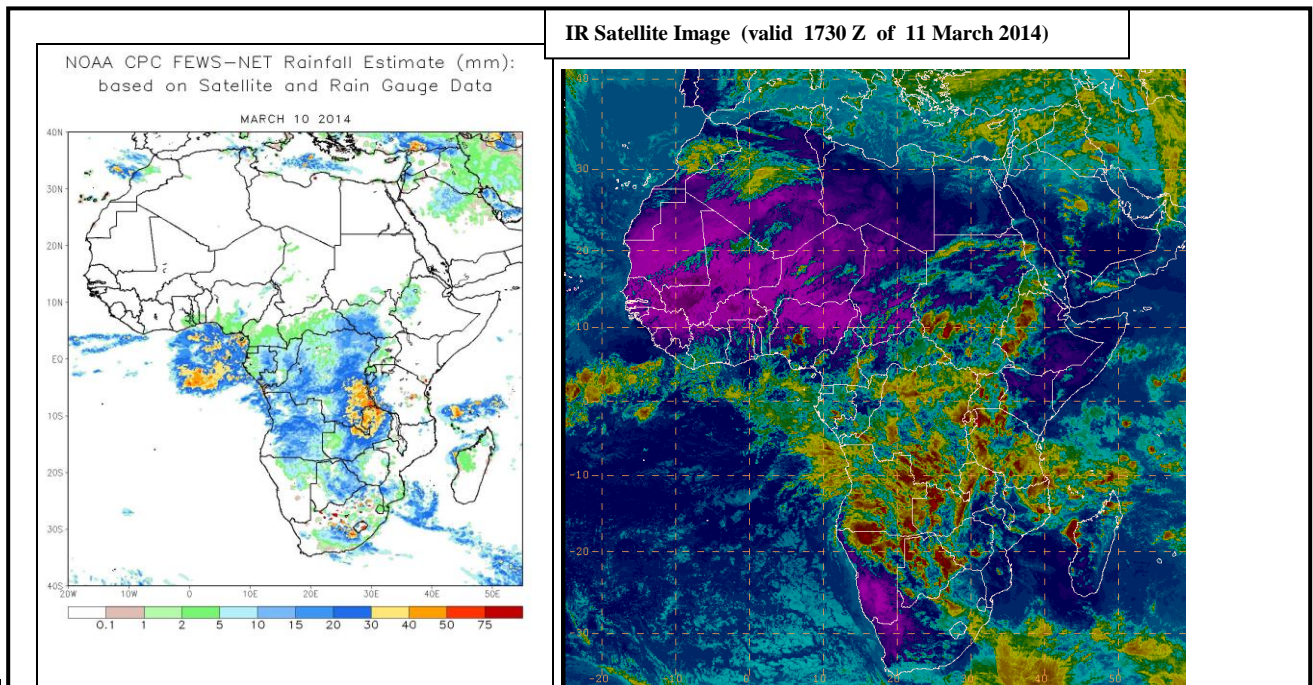 IR Satellite Image (valid 1730 Z of 11 March 2014)
NOAA CPC FEWS-NET Rainfall Estimate (mm):
based on Satellite and Rain Gauge Data
MARCH 10 2014
40N
30N
20N
10N
EQ
10S
20S
30S
40S
20W 10W 0 10E 20E 30E 40E 50E
0.1 1 2 5 10 15 20 30 40 50 75
40
30
20
10
0
-10
-20
-30
-20 -10 0 10 20 30 40 50